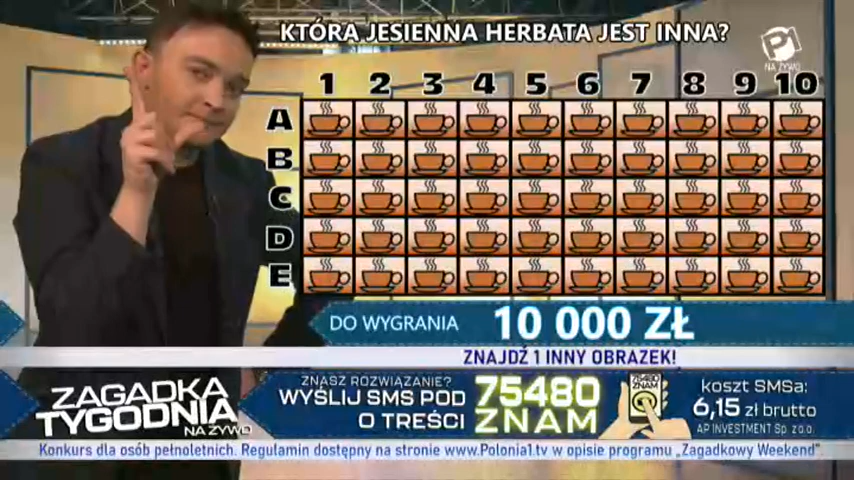 KTÓRA JESIENNA HERBATA JEST INNA?
P1
NA ŻYWO
1 2 3 4 5 6 7 8 9 10
A
B
C
D
E
DO WYGRANIA 10 000 ZŁ
ZNAJDŹ 1 INNY OBRAZEK!
ZAGADKA
TYGODNIA
NA ŻYWO
ZNASZ ROZWIĄZANIE?
WYŚLIJ SMS POD
O TREŚCI
75480
ZNAM
75480
ZNAM
koszt SMSa:
6,15 zł brutto
AP INVESTMENT Sp. z o.o.
Konkurs dla osób pełnoletnich. Regulamin dostępny na stronie www.Polonia1.tv w opisie programu „Zagadkowy Weekend”